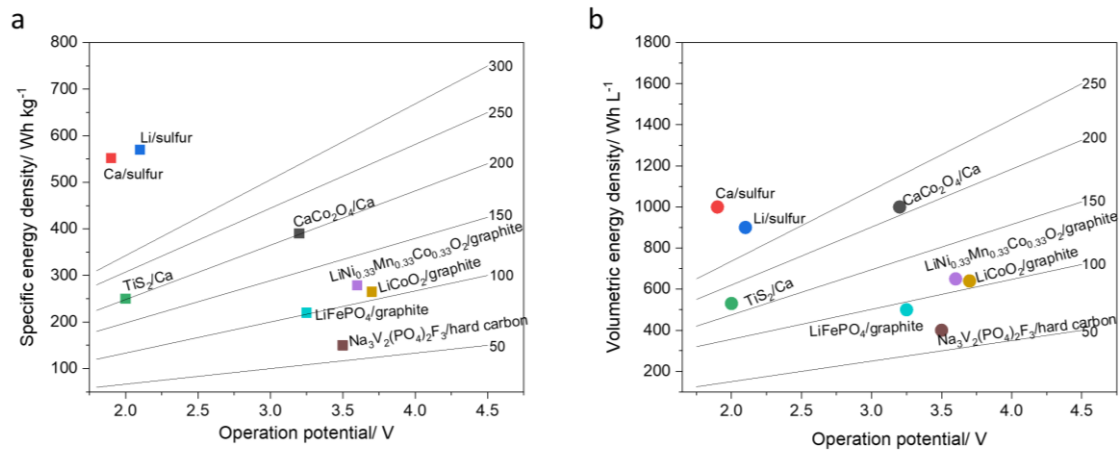 a
Specific energy density/ Wh kg⁻¹
800
700
600
500
400
300
200
100
2.0 2.5 3.0 3.5 4.0 4.5
Operation potential/ V
300
250
200
150
100
50
Li/sulfur
Ca/sulfur
CaCo₂O₄/Ca
TiS₂/Ca
LiNi₀.₃₃Mn₀.₃₃Co₀.₃₃O₂/graphite
LiCoO₂/graphite
LiFePO₄/graphite
Na₃V₂(PO₄)₂F₃/hard carbon
b
Volumetric energy density/ Wh L⁻¹
1800
1600
1400
1200
1000
800
600
400
200
2.0 2.5 3.0 3.5 4.0 4.5
Operation potential/ V
250
200
150
100
50
Ca/sulfur
Li/sulfur
CaCo₂O₄/Ca
TiS₂/Ca
LiNi₀.₃₃Mn₀.₃₃Co₀.₃₃O₂/graphite
LiCoO₂/graphite
LiFePO₄/graphite
Na₃V₂(PO₄)₂F₃/hard carbon